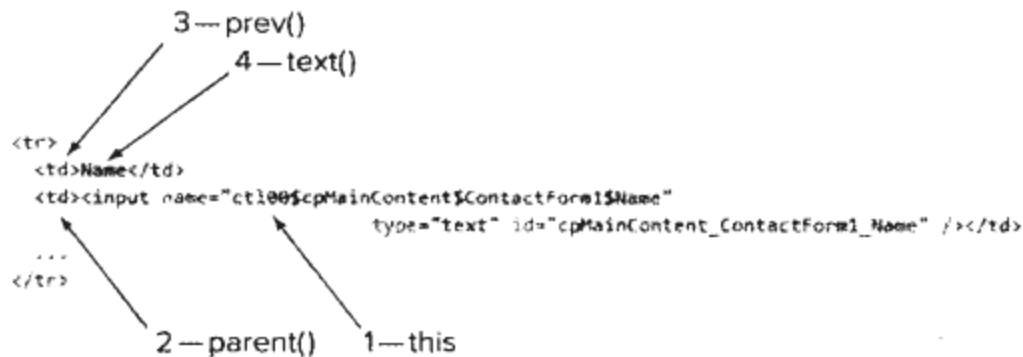 3—prev()
4—text()
<tr>
<td>Name</td>
<td><input name="ctl00$cpMainContent$ContactForm1$Name"
type="text" id="cpMainContent_ContactForm1_Name" /></td>
...
</tr>
2—parent()
1—this